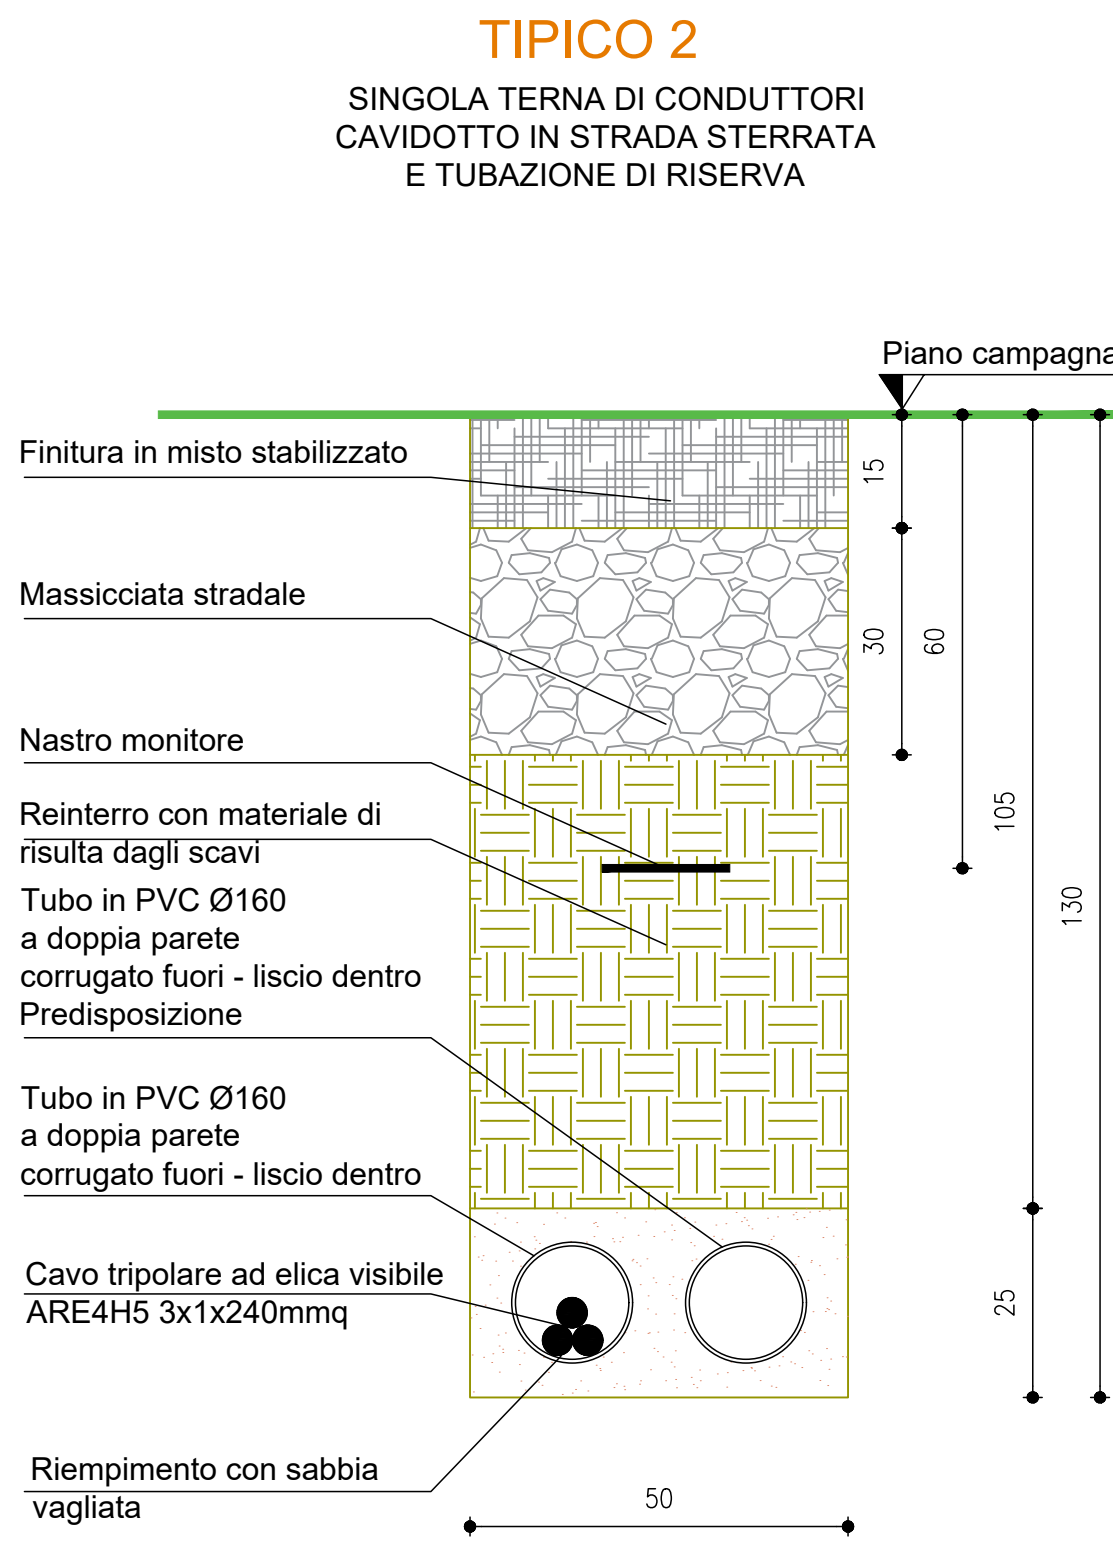 TIPICO 2
SINGOLA TERNA DI CONDUTTORI
CAVIDOTTO IN STRADA STERRATA
E TUBAZIONE DI RISERVA
Piano campagna
Finitura in misto stabilizzato
15
Massicciata stradale
30
60
Nastro monitore
Reinterro con materiale di
risulta dagli scavi
105
130
Tubo in PVC Ø160
a doppia parete
corrugato fuori - liscio dentro
Predisposizione
Tubo in PVC Ø160
a doppia parete
corrugato fuori - liscio dentro
Cavo tripolare ad elica visibile
ARE4H5 3x1x240mmq
25
Riempimento con sabbia
vagliata
50